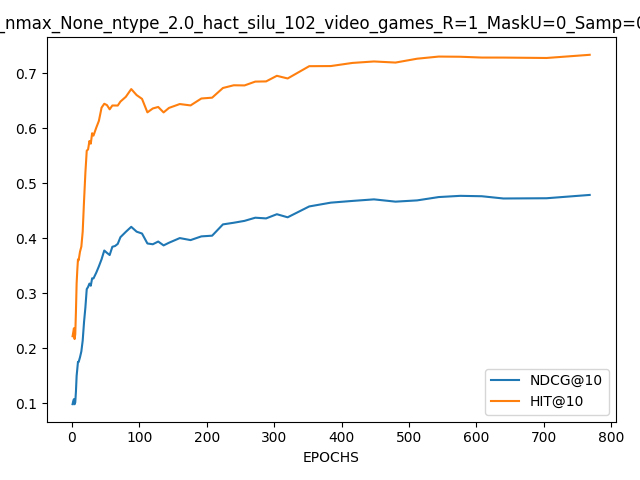 _nmax_None_ntype_2.0_hact_silu_102_video_games_R=1_MaskU=0_Samp=0
0.7
0.6
0.5
0.4
0.3
0.2
0.1
NDCG@10
HIT@10
0 100 200 300 400 500 600 700 800
EPOCHS